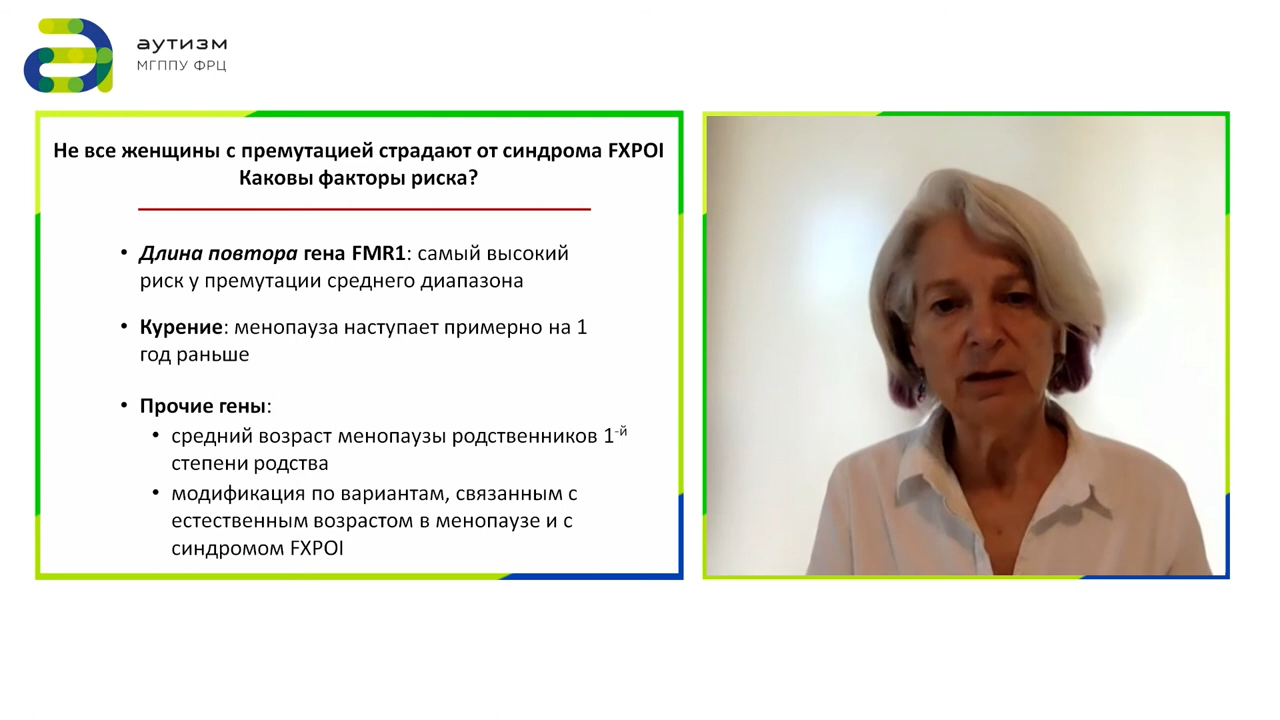 аутизм
МГППУ ФРЦ
Не все женщины с премутацией страдают от синдрома FXPOI
Каковы факторы риска?
• Длина повтора гена FMR1: самый высокий
риск у премутации среднего диапазона
• Курение: менопауза наступает примерно на 1
год раньше
• Прочие гены:
• средний возраст менопаузы родственников 1-й
степени родства
• модификация по вариантам, связанным с
естественным возрастом в менопаузе и с
синдромом FXPOI